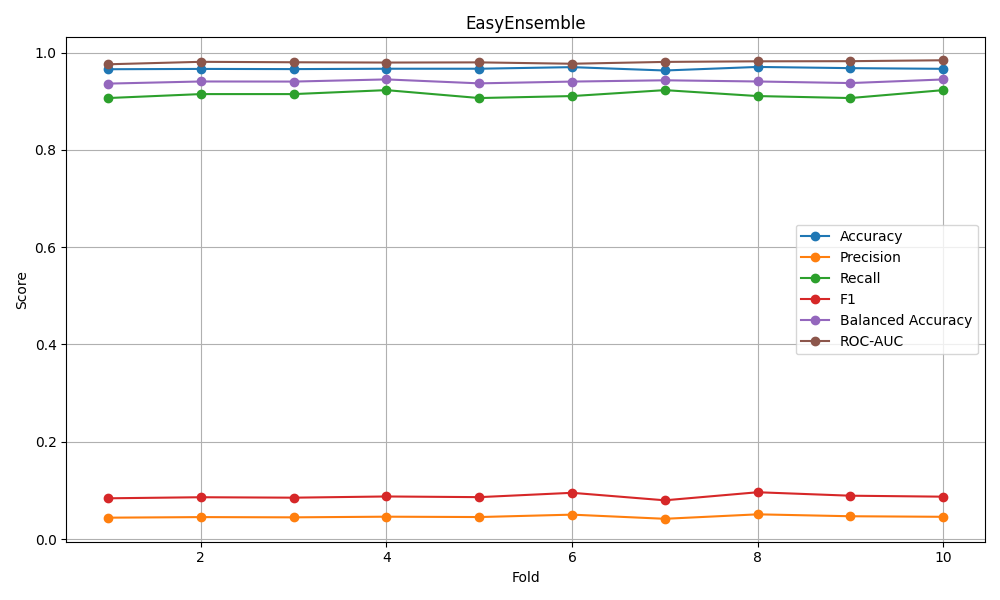 EasyEnsemble
1.0
0.8
0.6
0.4
0.2
0.0
Score
Accuracy
Precision
Recall
F1
Balanced Accuracy
ROC-AUC
2 4 6 8 10
Fold